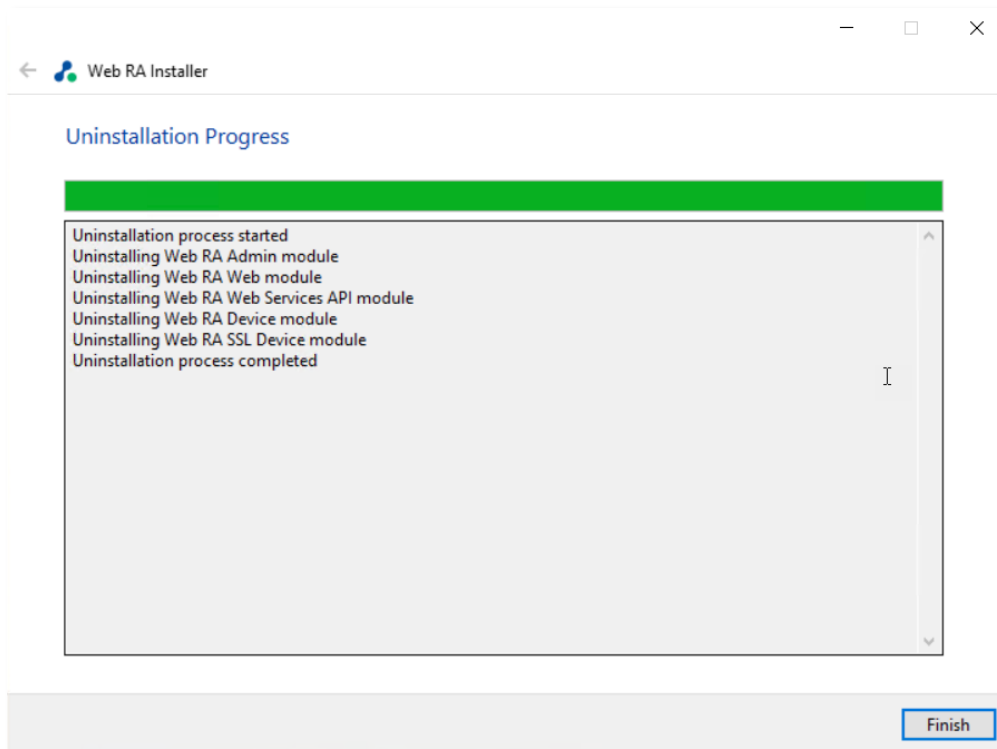 Web RA Installer
Uninstallation Progress
Uninstallation process started
Uninstalling Web RA Admin module
Uninstalling Web RA Web module
Uninstalling Web RA Web Services API module
Uninstalling Web RA Device module
Uninstalling Web RA SSL Device module
Uninstallation process completed
Finish